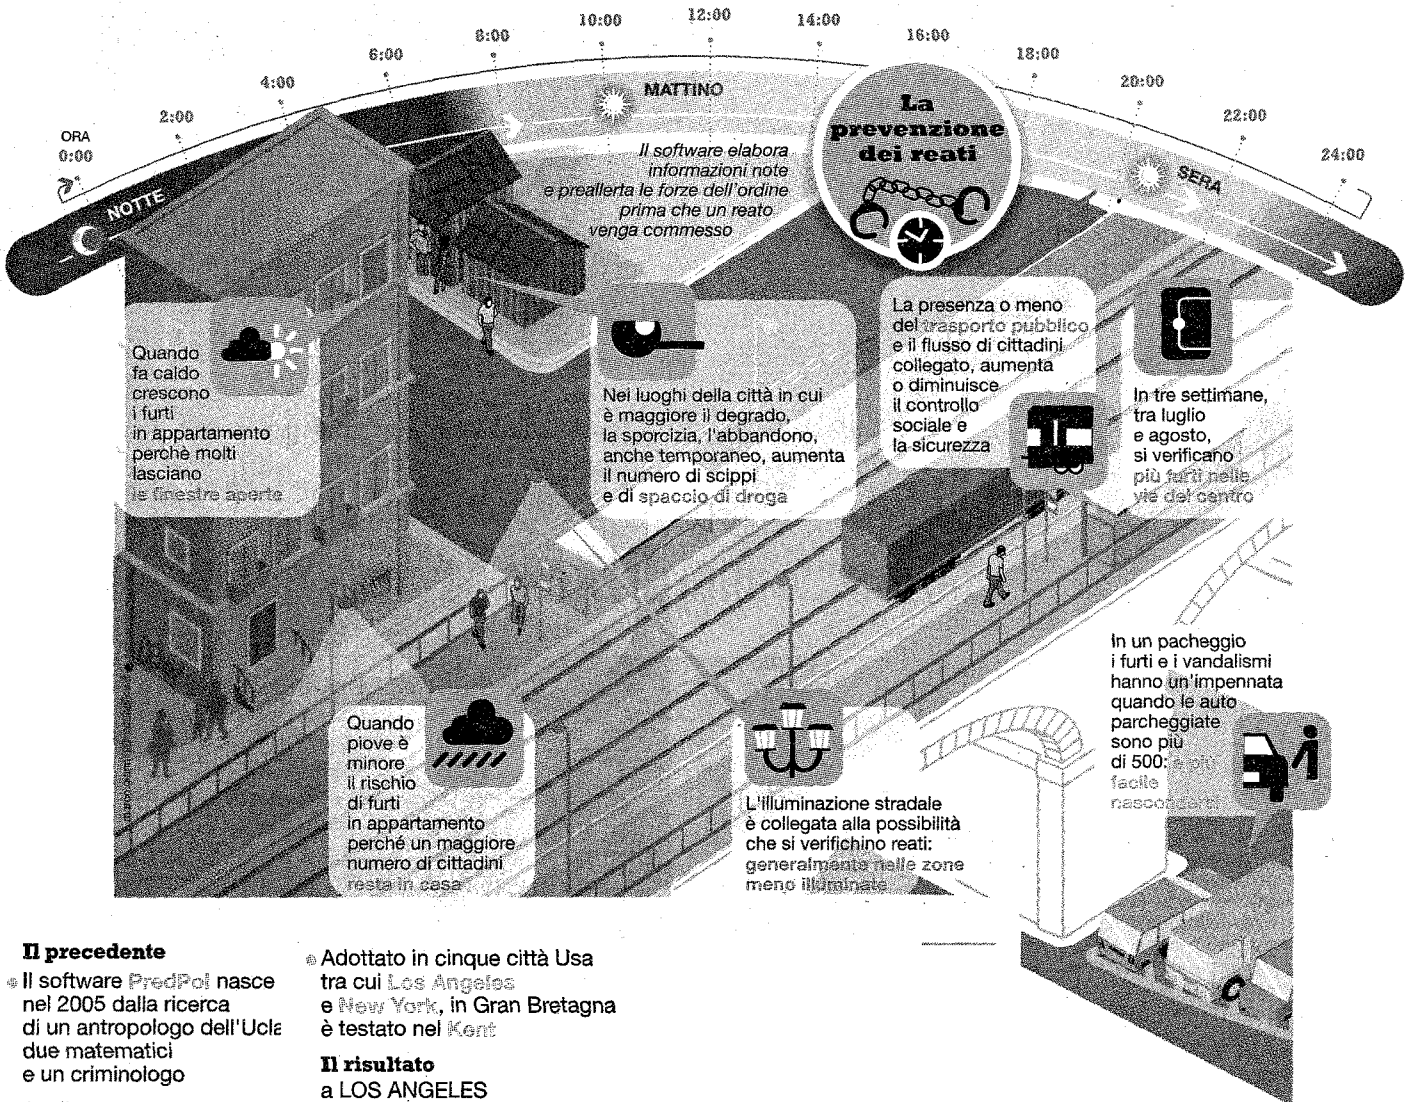 ORA
0:00
2:00
4:00
6:00
8:00
10:00
12:00
14:00
16:00
18:00
20:00
22:00
24:00
NOTTE
MATTINO
SERA
La
prevenzione
dei reati
Il software elabora
informazioni note
e preallerta le forze dell'ordine
prima che un reato
venga commesso
Quando
fa caldo
crescono
i furti
in appartamento
perchè molti
lasciano
le finestre aperte
Nei luoghi della città in cui
è maggiore il degrado,
la sporcizia, l'abbandono,
anche temporaneo, aumenta
il numero di scippi
e di spaccio di droga
La presenza o meno
del trasporto pubblico
e il flusso di cittadini
collegato, aumenta
o diminuisce
il controllo
sociale e
la sicurezza
In tre settimane,
tra luglio
e agosto,
si verificano
più furti nelle
vie del centro
Quando
piove è
minore
il rischio
di furti
in appartamento
perché un maggiore
numero di cittadini
resta in casa
L'illuminazione stradale
è collegata alla possibilità
che si verifichino reati:
generalmente nelle zone
meno illuminate
In un pacheggio
i furti e i vandalismi
hanno un'impennata
quando le auto
parcheggiate
sono più
di 500: è più
facile
nascondersi
C
Il precedente
Il software PredPol nasce
nel 2005 dalla ricerca
di un antropologo dell'Ucla
due matematici
e un criminologo
Adottato in cinque città Usa
tra cui Los Angeles
e New York, in Gran Bretagna
è testato nel Kent
Il risultato
a LOS ANGELES